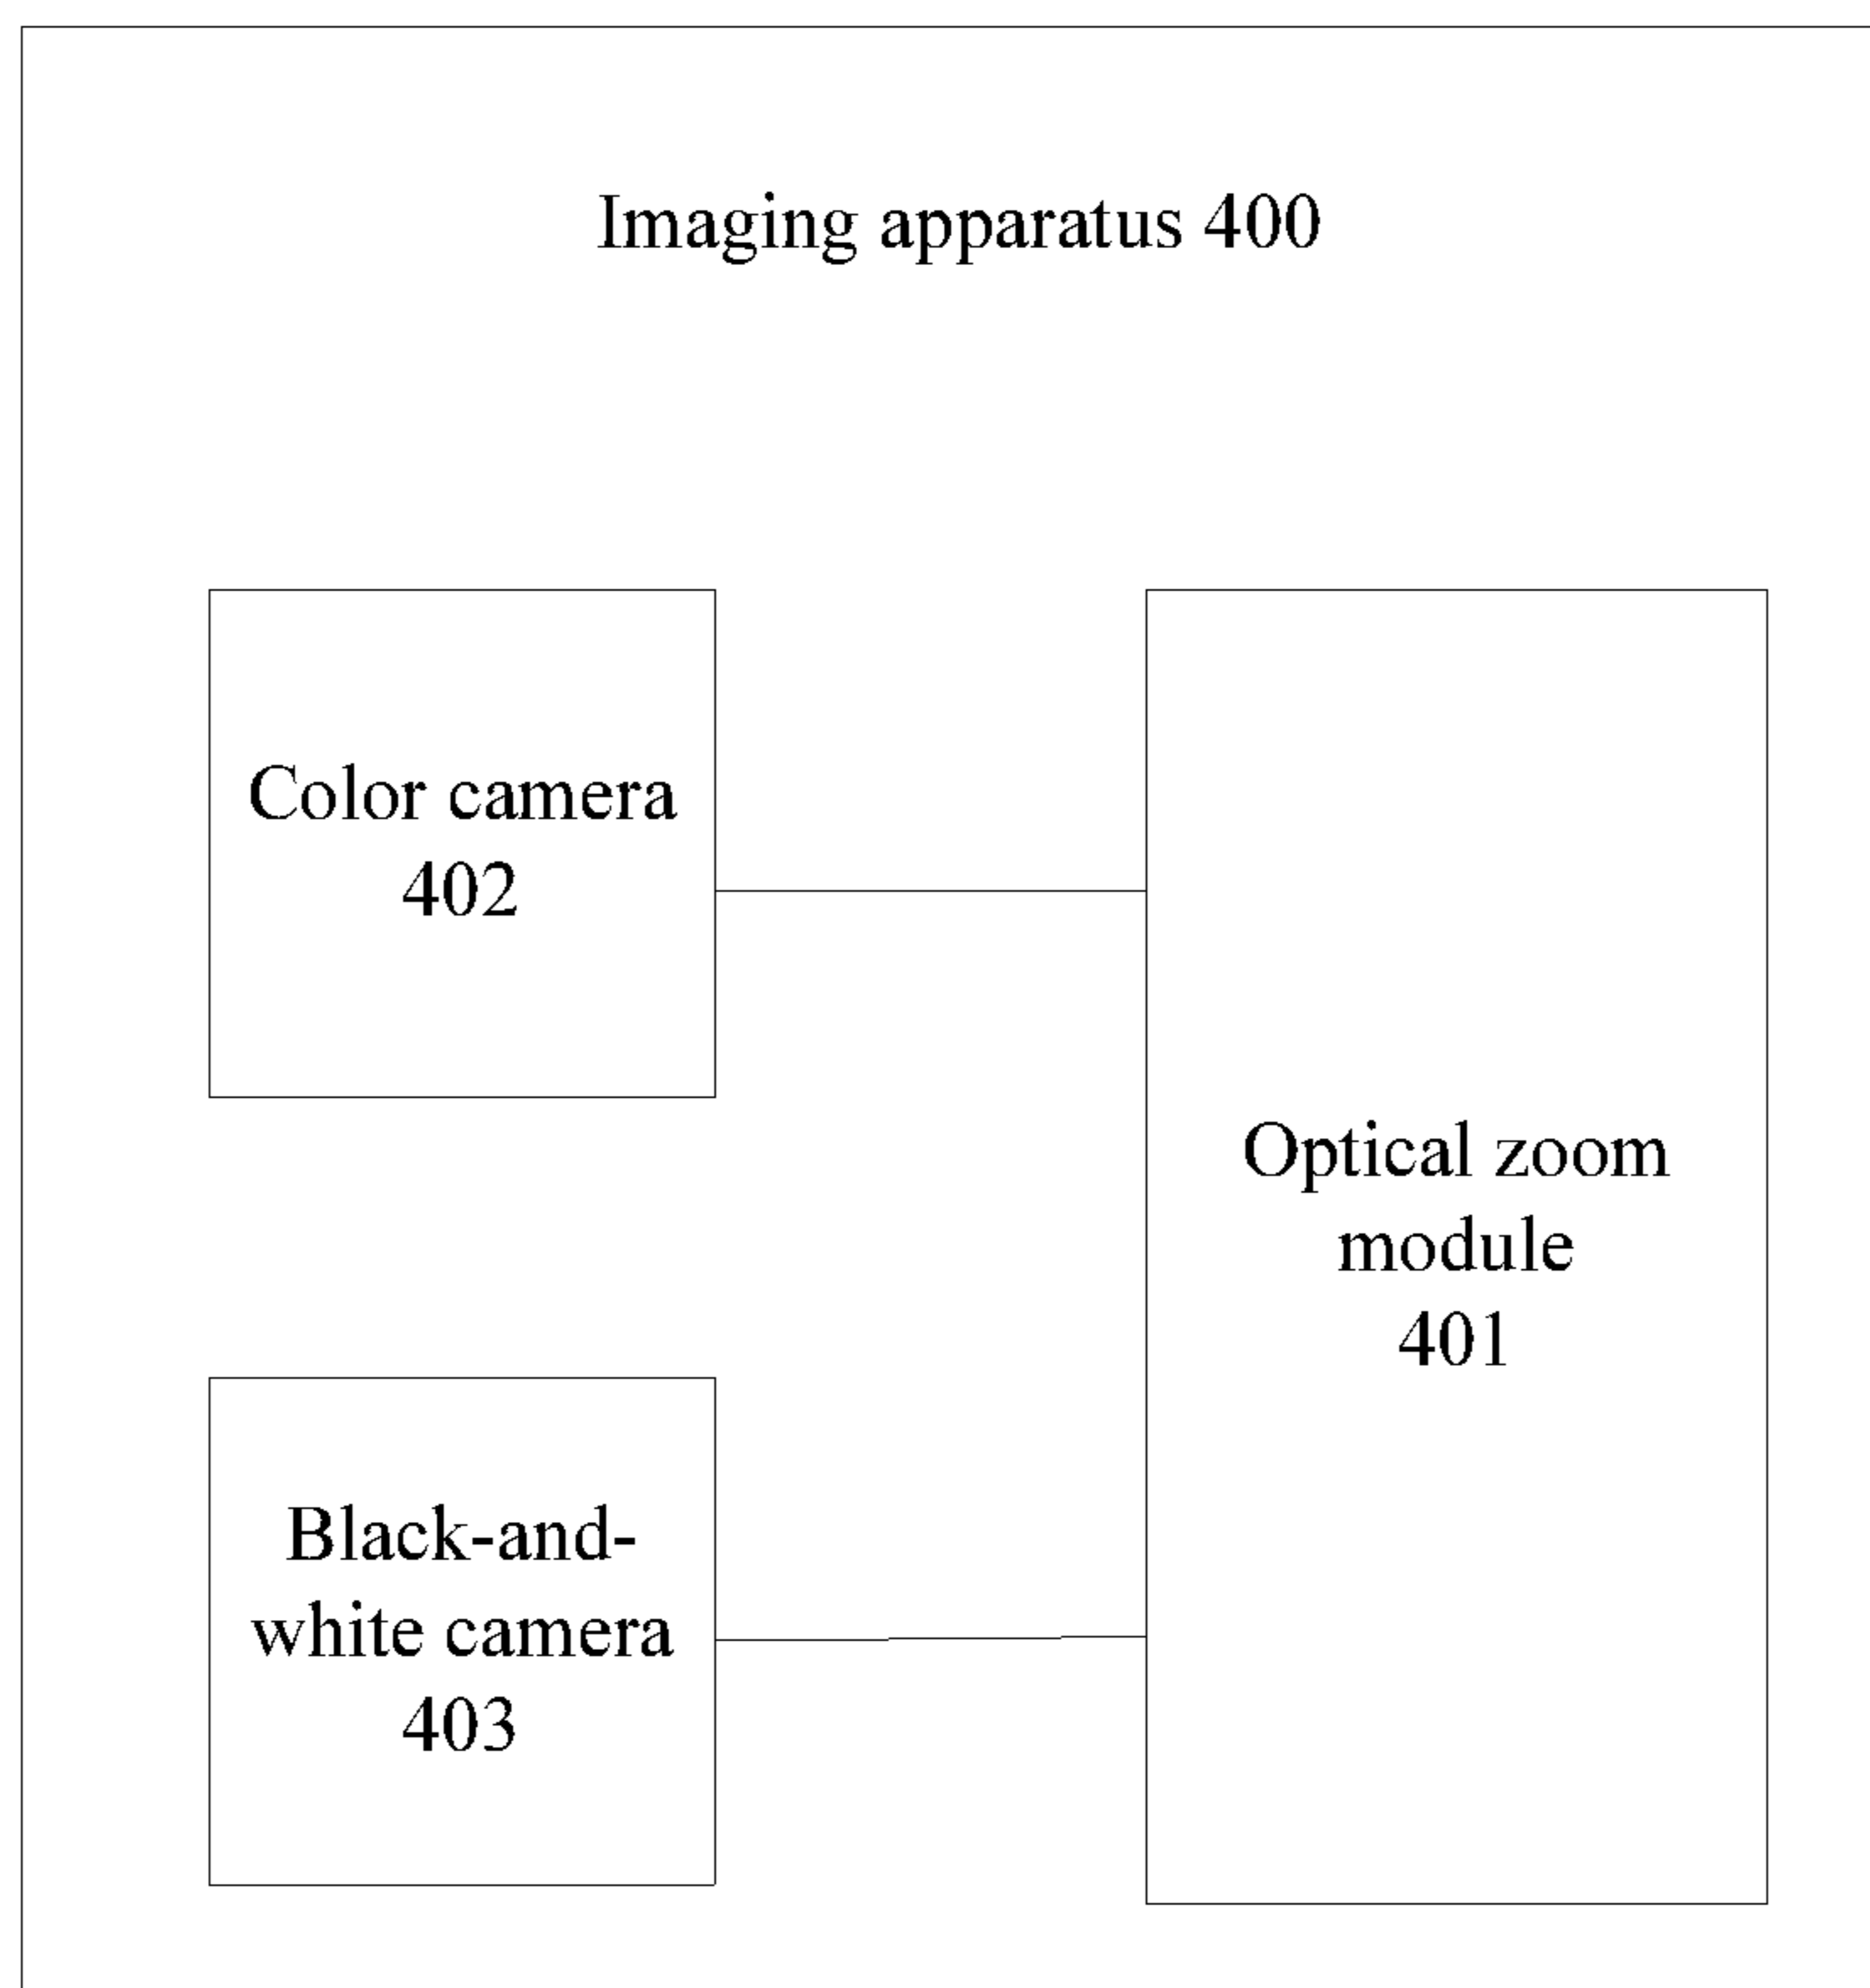 Imaging apparatus 400
Color camera
402
Optical zoom
module
401
Black-and-
white camera
403